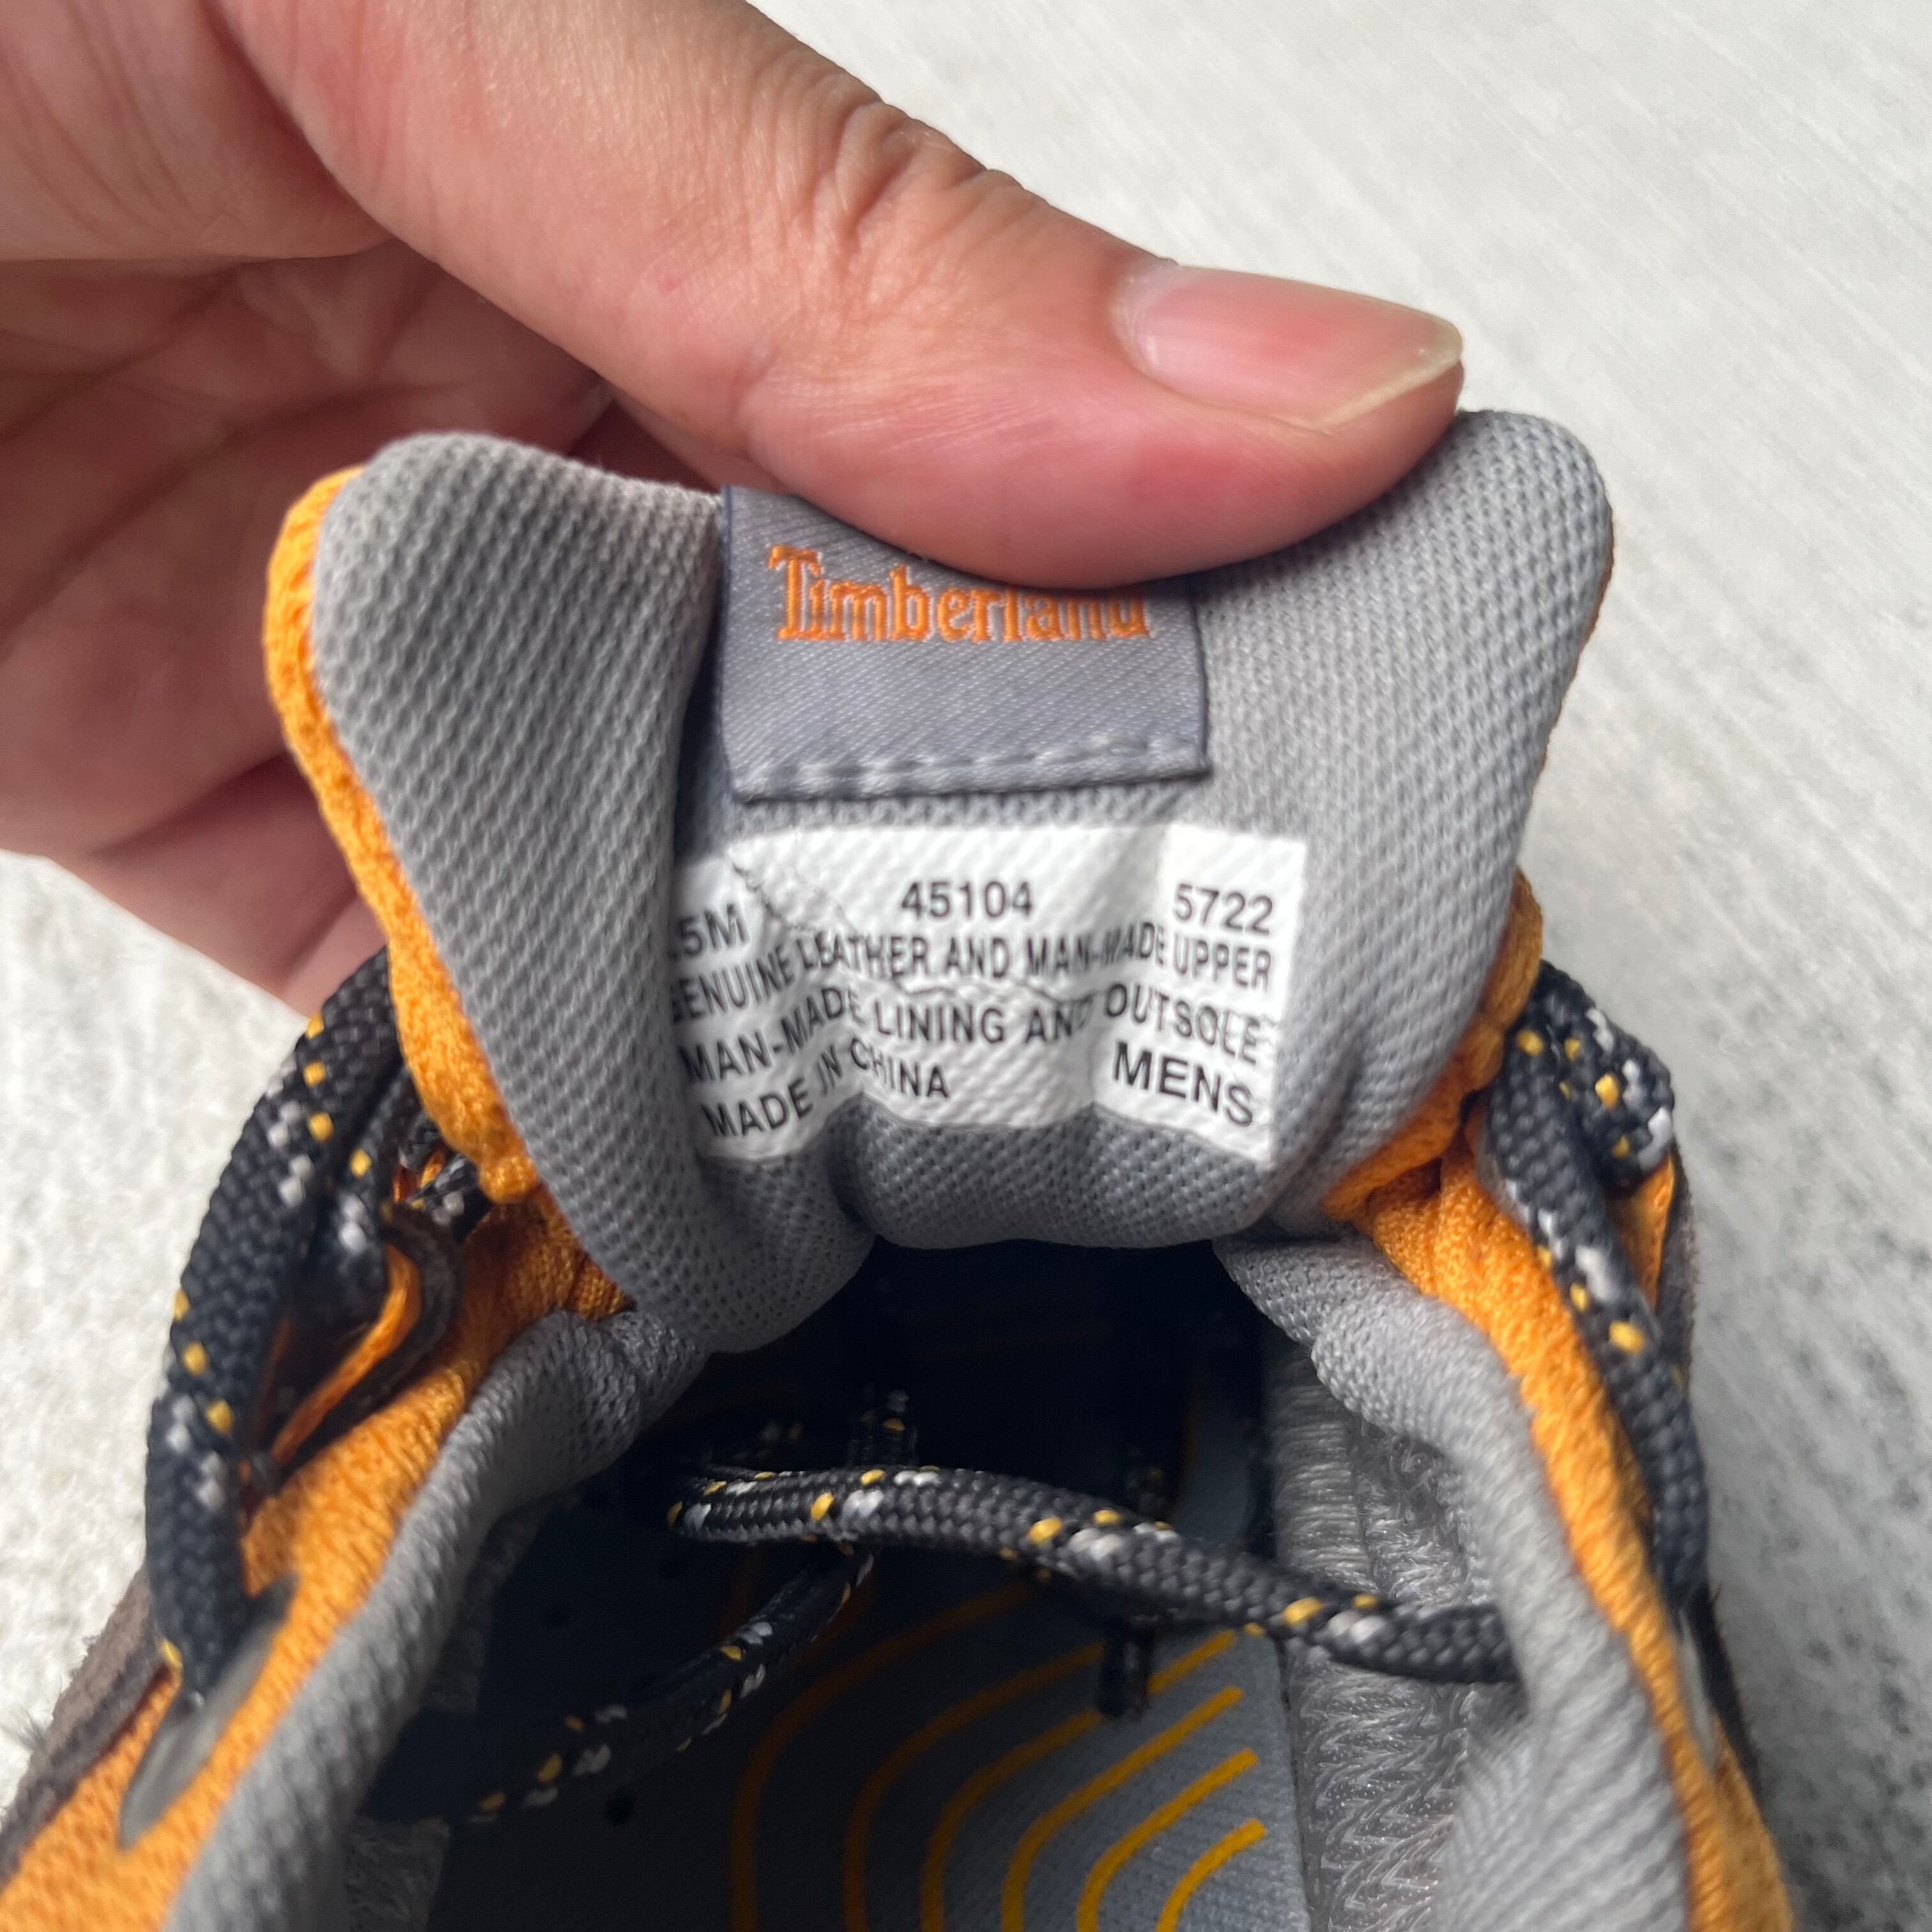 Timberland
.5M 45104 5722
GENUINE LEATHER AND MAN-MADE UPPER
MAN-MADE LINING AND OUTSOLE
MADE IN CHINA MENS